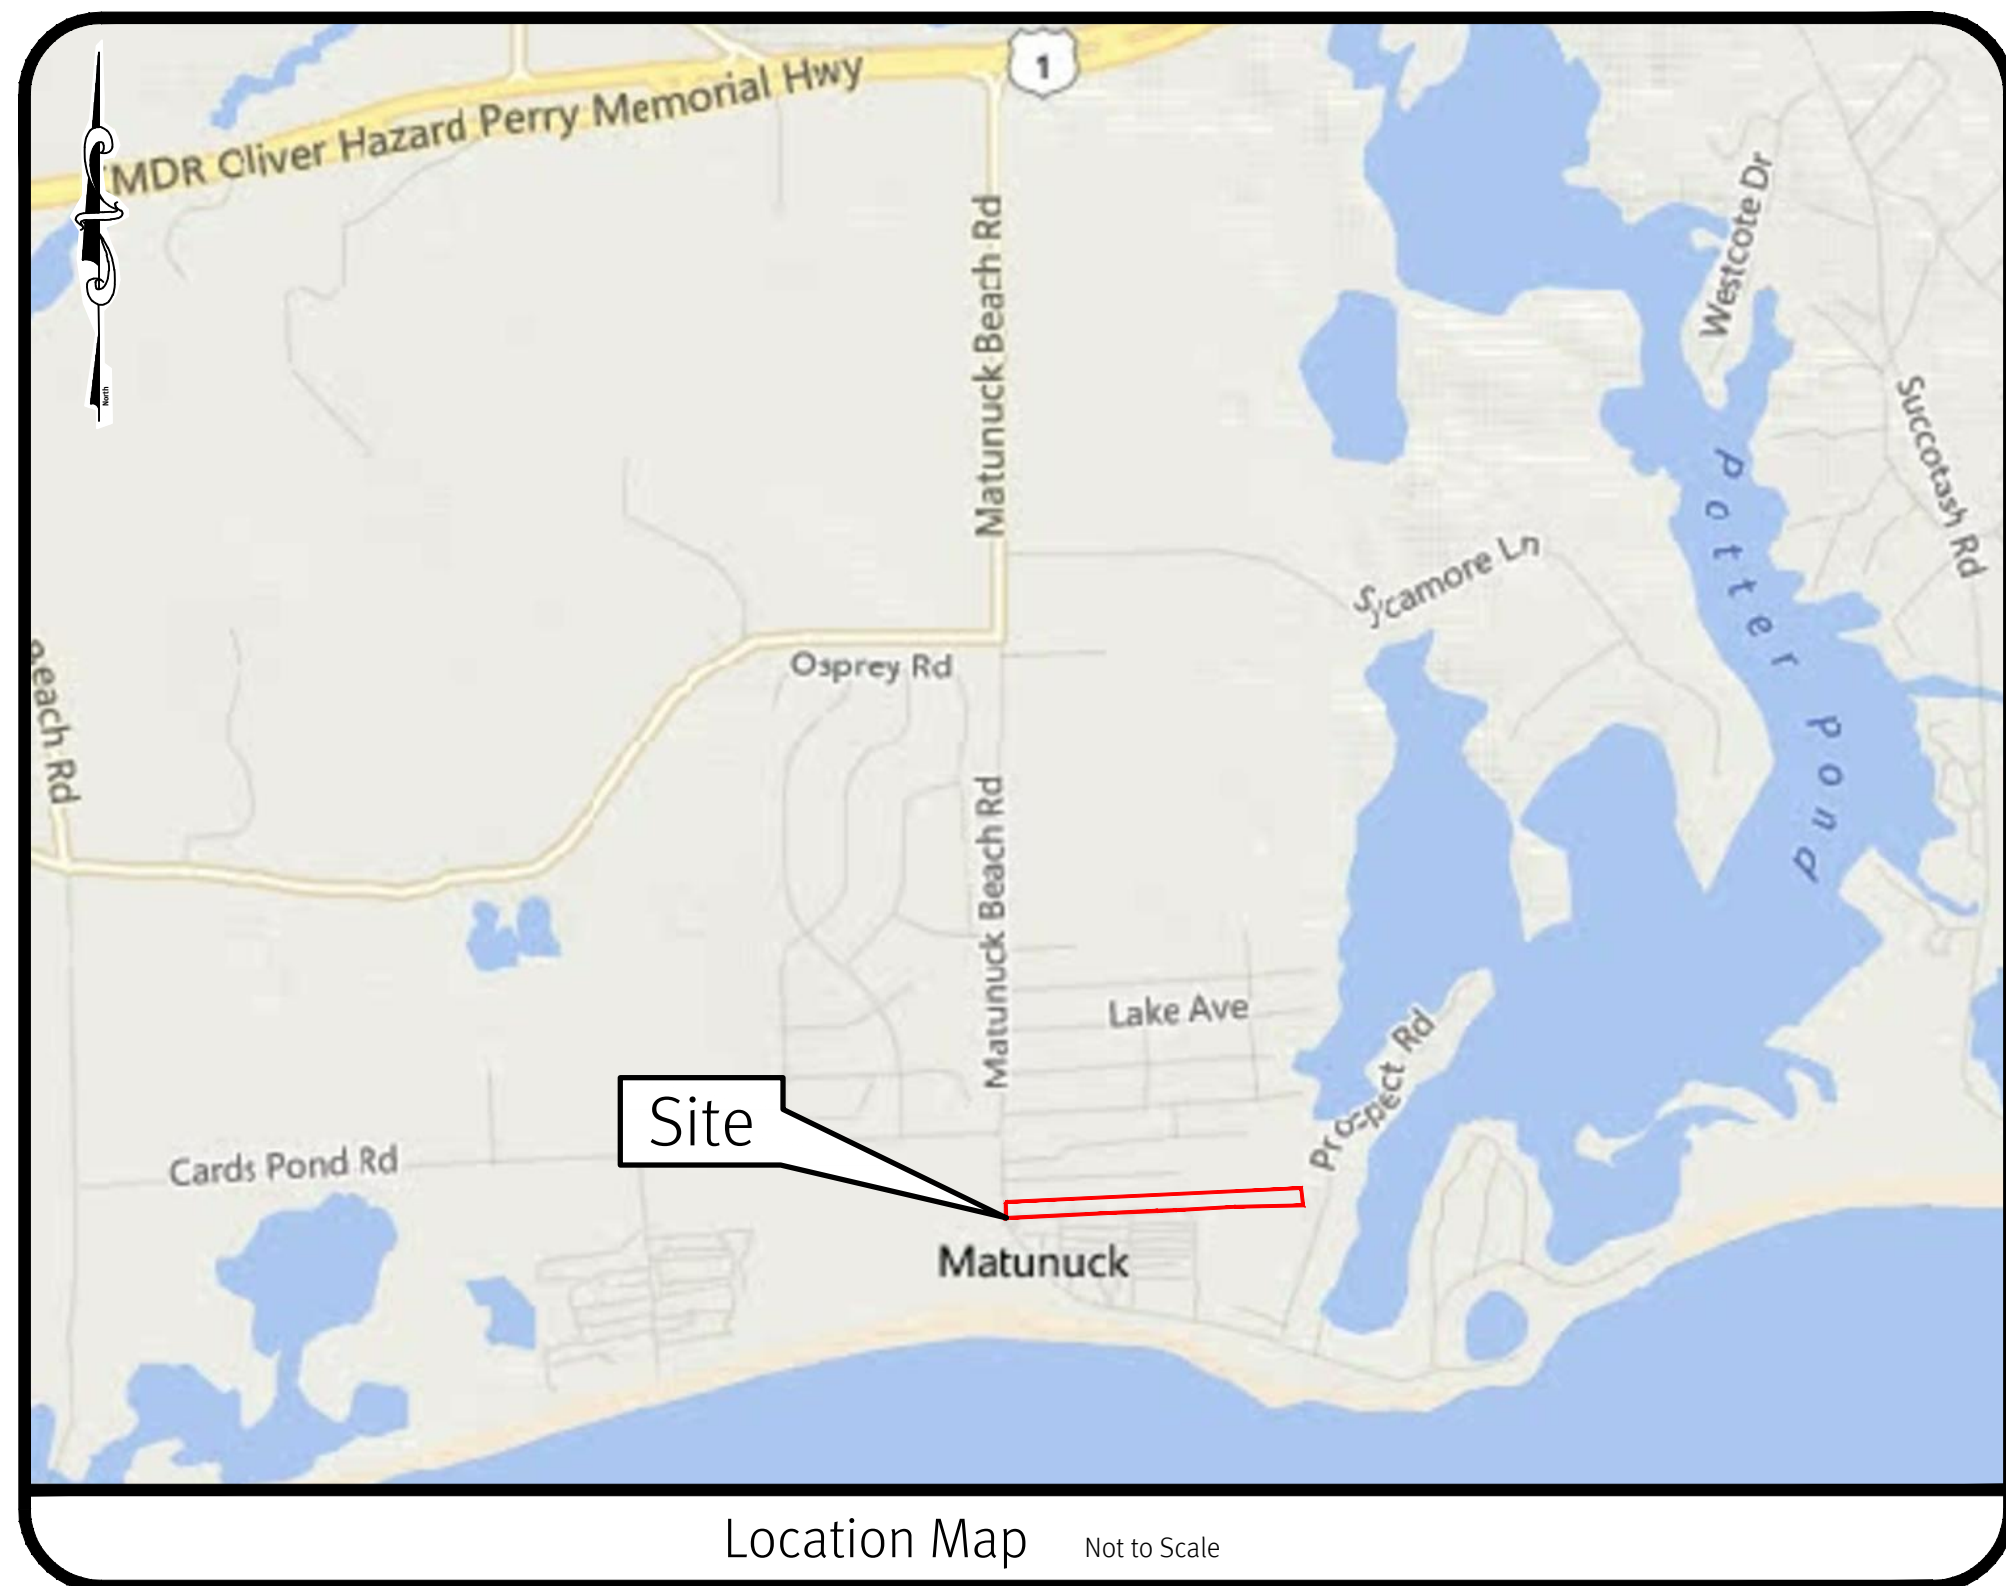 1
MDR Oliver Hazard Perry Memorial Hwy
North
Matunuck Beach Rd
Westcote Dr
Succotash Rd
Potter Pond
Sycamore Ln
Osprey Rd
Beach Rd
Matunuck Beach Rd
Lake Ave
Prospect Rd
Site
Cards Pond Rd
Matunuck
Location Map Not to Scale